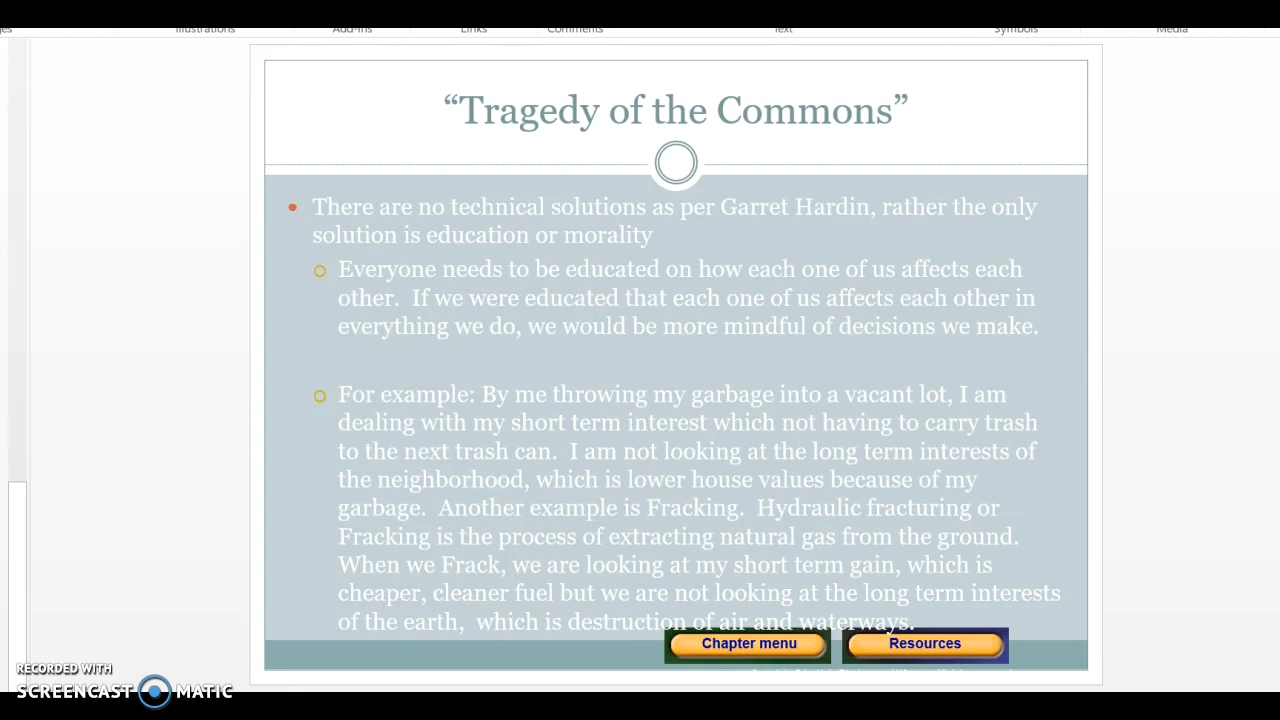 Illustrations Add-ins Links Comments Text Symbols Media
“Tragedy of the Commons”
There are no technical solutions as per Garret Hardin, rather the only
solution is education or morality
Everyone needs to be educated on how each one of us affects each
other. If we were educated that each one of us affects each other in
everything we do, we would be more mindful of decisions we make.
For example: By me throwing my garbage into a vacant lot, I am
dealing with my short term interest which not having to carry trash
to the next trash can. I am not looking at the long term interests of
the neighborhood, which is lower house values because of my
garbage. Another example is Fracking. Hydraulic fracturing or
Fracking is the process of extracting natural gas from the ground.
When we Frack, we are looking at my short term gain, which is
cheaper, cleaner fuel but we are not looking at the long term interests
of the earth, which is destruction of air and waterways.
Chapter menu Resources
RECORDED WITH
SCREENCAST MATIC